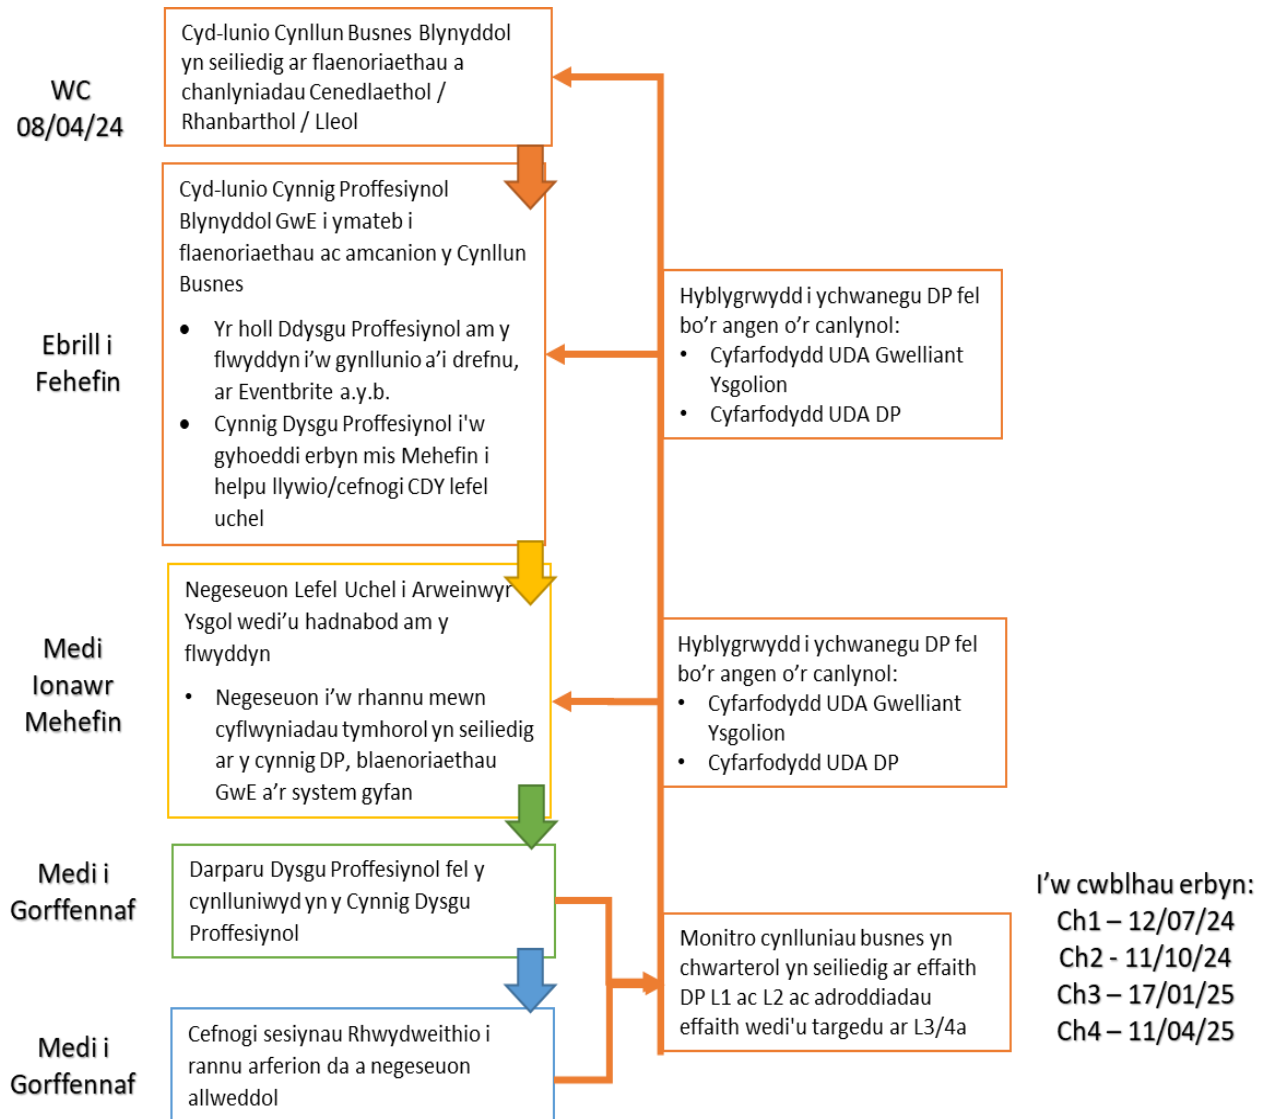 WC
08/04/24
Cyd-lunio Cynllun Busnes Blynyddol
yn seiliedig ar flaenoriaethau a
chanlyniadau Cenedlaethol /
Rhanbarthol / Lleol
Ebrill i
Fehefin
Cyd-lunio Cynnig Proffesiynol
Blynyddol GwE i ymateb i
flaenoriaethau ac amcanion y Cynllun
Busnes
● Yr holl Ddysgu Proffesiynol am y
flwyddyn i'w gynllunio a'i drefnu,
ar Eventbrite a.y.b.
● Cynnig Dysgu Proffesiynol i'w
gyhoeddi erbyn mis Mehefin i
helpu llywio/cefnogi CDY lefel
uchel
Hyblygrwydd i ychwanegu DP fel
bo'r angen o'r canlynol:
• Cyfarfodydd UDA Gwelliant
Ysgolion
• Cyfarfodydd UDA DP
Medi
Ionawr
Mehefin
Negeseuon Lefel Uchel i Arweinwyr
Ysgol wedi'u hadnabod am y
flwyddyn
• Negeseuon i'w rhannu mewn
cyflwyniadau tymhorol yn seiliedig
ar y cynnig DP, blaenoriaethau
GwE a'r system gyfan
Hyblygrwydd i ychwanegu DP fel
bo'r angen o'r canlynol:
• Cyfarfodydd UDA Gwelliant
Ysgolion
• Cyfarfodydd UDA DP
Medi i
Gorffennaf
Darparu Dysgu Proffesiynol fel y
cynlluniwyd yn y Cynnig Dysgu
Proffesiynol
Medi i
Gorffennaf
Cefnogi sesiynau Rhwydweithio i
rannu arferion da a negeseuon
allweddol
Monitro cynlluniau busnes yn
chwarterol yn seiliedig ar effaith
DP L1 ac L2 ac adroddiadau
effaith wedi'u targedu ar L3/4a
I'w cwblhau erbyn:
Ch1 – 12/07/24
Ch2 - 11/10/24
Ch3 – 17/01/25
Ch4 – 11/04/25